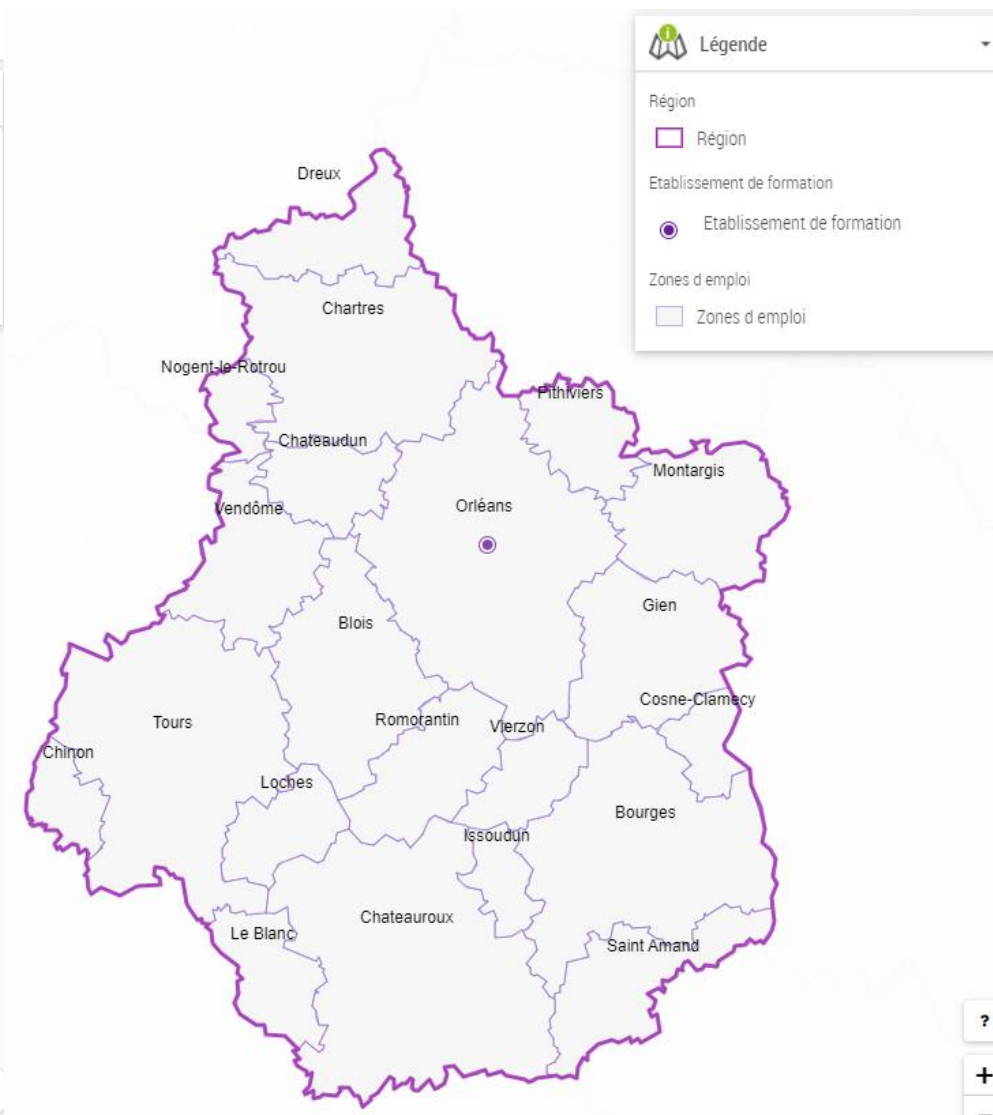 i
Légende
Région
Région
Etablissement de formation
Etablissement de formation
Zones d emploi
Zones d emploi
Dreux
Chartres
Nogent-le-Rotrou
Pithiviers
Chateaudun
Montargis
Orléans
Vendôme
Gien
Blois
Cosne-Clamecy
Romorantin
Tours
Vierzon
Chinon
Loches
Bourges
Issoudun
Chateauroux
Le Blanc
Saint Amand
?
+